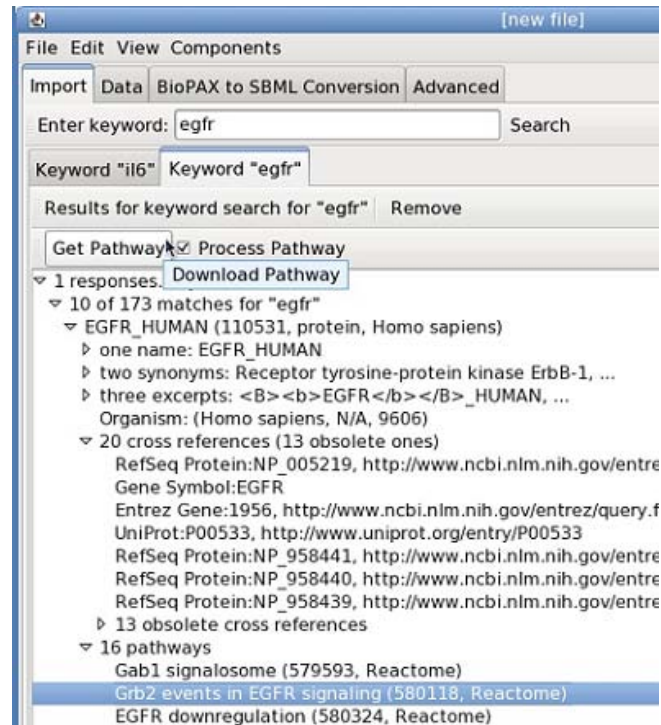 [new file]
File Edit View Components
Import Data BioPAX to SBML Conversion Advanced
Enter keyword: egfr Search
Keyword "il6" Keyword "egfr"
Results for keyword search for "egfr" Remove
Get Pathway Process Pathway
Download Pathway
1 responses.
10 of 173 matches for "egfr"
EGFR_HUMAN (110531, protein, Homo sapiens)
one name: EGFR_HUMAN
two synonyms: Receptor tyrosine-protein kinase ErbB-1, ...
three excerpts: <B><b>EGFR</b></B>_HUMAN, ...
Organism: (Homo sapiens, N/A, 9606)
20 cross references (13 obsolete ones)
RefSeq Protein:NP_005219, http://www.ncbi.nlm.nih.gov/entre
Gene Symbol:EGFR
Entrez Gene:1956, http://www.ncbi.nlm.nih.gov/entrez/query.f
UniProt:P00533, http://www.uniprot.org/entry/P00533
RefSeq Protein:NP_958441, http://www.ncbi.nlm.nih.gov/entre
RefSeq Protein:NP_958440, http://www.ncbi.nlm.nih.gov/entre
RefSeq Protein:NP_958439, http://www.ncbi.nlm.nih.gov/entre
13 obsolete cross references
16 pathways
Gab1 signalosome (579593, Reactome)
Grb2 events in EGFR signaling (580118, Reactome)
EGFR downregulation (580324, Reactome)